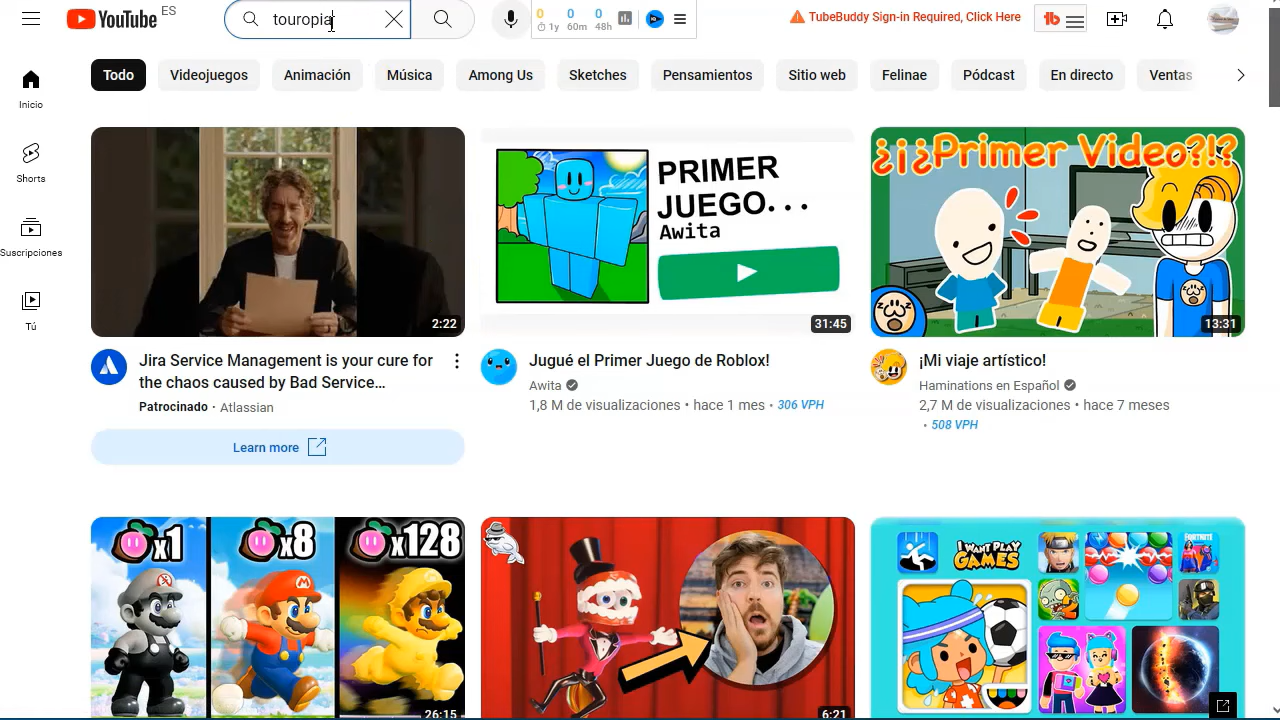 YouTube ES
touropia
0 0 0
1y 60m 48h
TubeBuddy Sign-in Required, Click Here
tb
Todo Videojuegos Animación Música Among Us Sketches Pensamientos Sitio web Felinae Pódcast En directo Ventas
Inicio
Shorts
Suscripciones
Tú
2:22
Jira Service Management is your cure for
the chaos caused by Bad Service...
Patrocinado · Atlassian
Learn more
PRIMER
JUEGO...
Awita
31:45
Jugué el Primer Juego de Roblox!
Awita
1,8 M de visualizaciones • hace 1 mes • 306 VPH
¿¡¿¡Primer Video?!?
13:31
¡Mi viaje artístico!
Haminations en Español
2,7 M de visualizaciones • hace 7 meses
• 508 VPH
x1 x8 x128
26:15
6:21
I WANT PLAY
GAMES